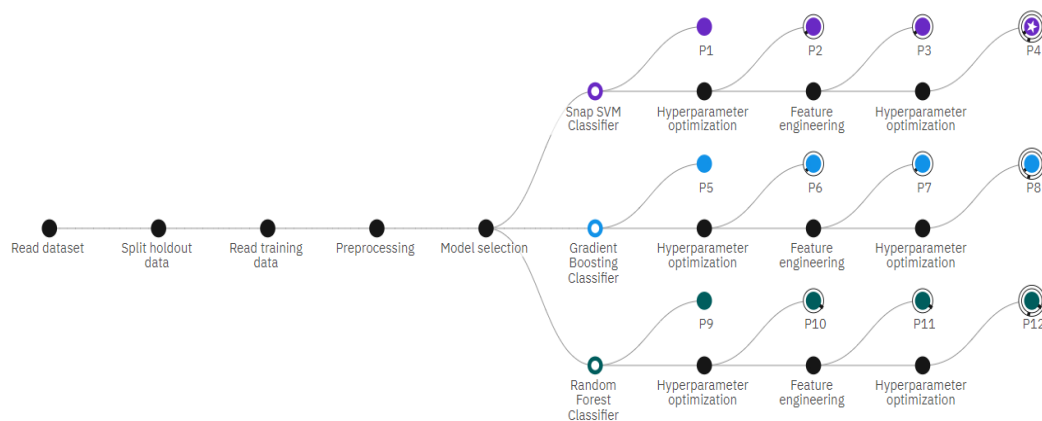 P1
P2
P3
P4
Snap SVM
Classifier
Hyperparameter
optimization
Feature
engineering
Hyperparameter
optimization
P5
P6
P7
P8
Read dataset
Split holdout
data
Read training
data
Preprocessing
Model selection
Gradient
Boosting
Classifier
Hyperparameter
optimization
Feature
engineering
Hyperparameter
optimization
P9
P10
P11
P12
Random
Forest
Classifier
Hyperparameter
optimization
Feature
engineering
Hyperparameter
optimization